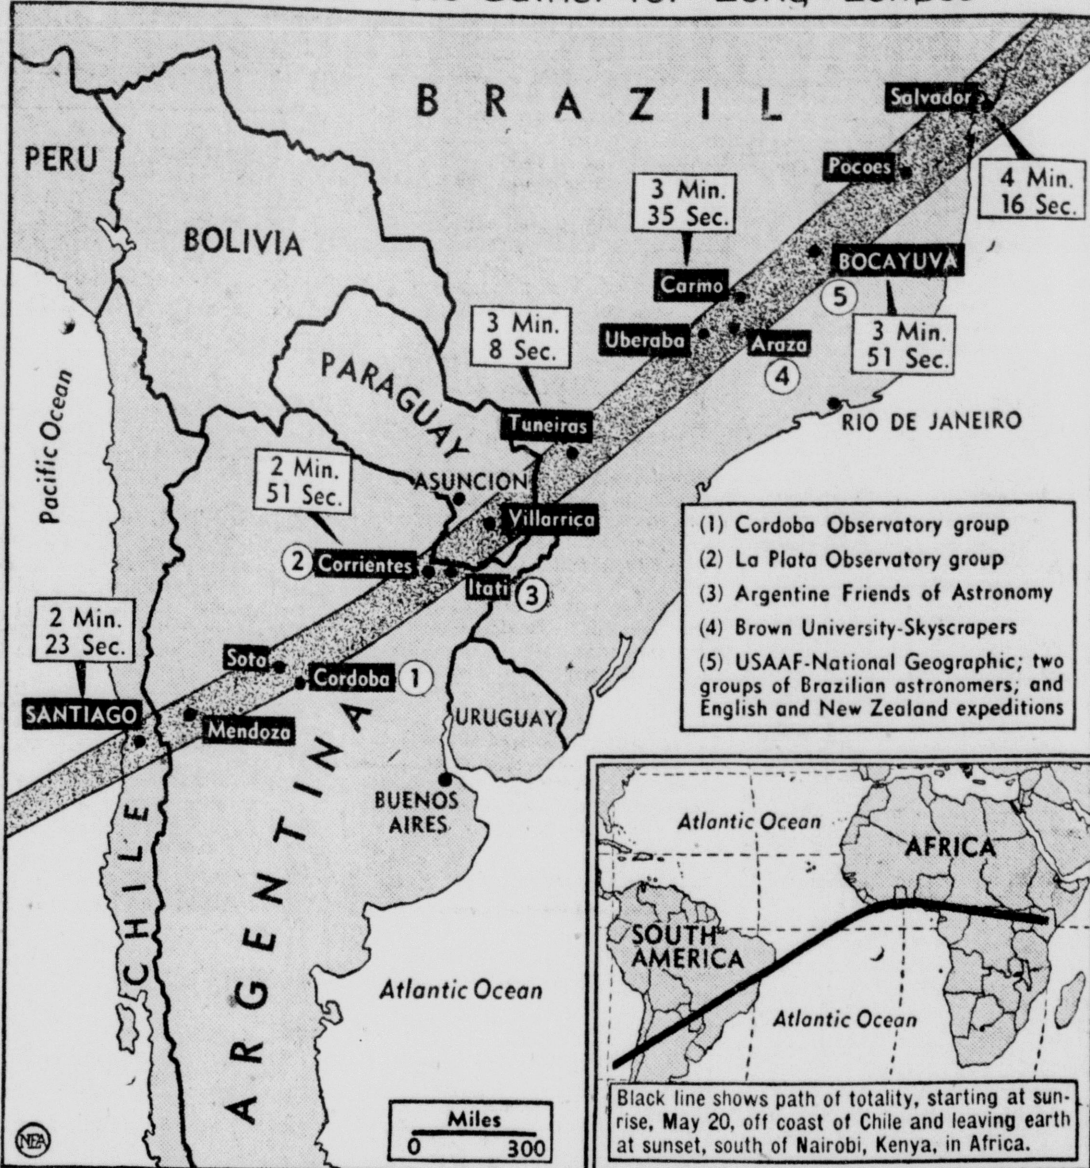 for Long
BRAZIL
PERU
BOLIVIA
Salvador
Pocoes
4 Min.
16 Sec.
3 Min.
35 Sec.
BOCAYUVA
5
Carmo
3 Min.
8 Sec.
Uberaba
Araza
4
3 Min.
51 Sec.
PARAGUAY
Pacific Ocean
Tuneiras
RIO DE JANEIRO
2 Min.
51 Sec.
ASUNCION
Villarrica
2 Corrientes
Itati 3
2 Min.
23 Sec.
Soto
Cordoba 1
SANTIAGO
Mendoza
URUGUAY
BUENOS
AIRES
CHILE
ARGENTINA
Atlantic Ocean
(1) Cordoba Observatory group
(2) La Plata Observatory group
(3) Argentine Friends of Astronomy
(4) Brown University-Skyscrapers
(5) USAAF-National Geographic; two
groups of Brazilian astronomers; and
English and New Zealand expeditions
Atlantic Ocean
AFRICA
SOUTH
AMERICA
Atlantic Ocean
Black line shows path of totality, starting at sun-
rise, May 20, off coast of Chile and leaving earth
at sunset, south of Nairobi, Kenya, in Africa.
Miles
0 300
NEA